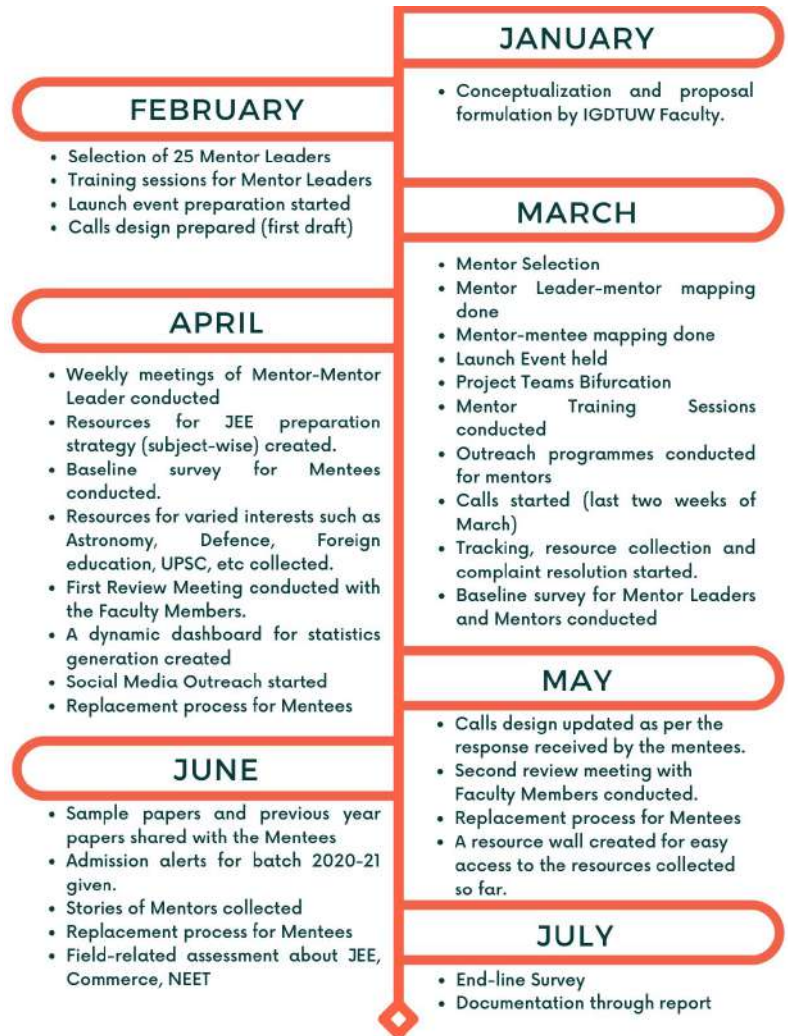 JANUARY
• Conceptualization and proposal
formulation by IGDTUW Faculty.
FEBRUARY
• Selection of 25 Mentor Leaders
• Training sessions for Mentor Leaders
• Launch event preparation started
• Calls design prepared (first draft)
MARCH
• Mentor Selection
• Mentor Leader-mentor mapping
done
• Mentor-mentee mapping done
• Launch Event held
• Project Teams Bifurcation
• Mentor Training Sessions
conducted
• Outreach programmes conducted
for mentors
• Calls started (last two weeks of
March)
• Tracking, resource collection and
complaint resolution started.
• Baseline survey for Mentor Leaders
and Mentors conducted
APRIL
• Weekly meetings of Mentor-Mentor
Leader conducted
• Resources for JEE preparation
strategy (subject-wise) created.
• Baseline survey for Mentees
conducted.
• Resources for varied interests such as
Astronomy, Defence, Foreign
education, UPSC, etc collected.
• First Review Meeting conducted with
the Faculty Members.
• A dynamic dashboard for statistics
generation created
• Social Media Outreach started
• Replacement process for Mentees
MAY
• Calls design updated as per the
response received by the mentees.
• Second review meeting with
Faculty Members conducted.
• Replacement process for Mentees
• A resource wall created for easy
access to the resources collected
so far.
JUNE
• Sample papers and previous year
papers shared with the Mentees
• Admission alerts for batch 2020-21
given.
• Stories of Mentors collected
• Replacement process for Mentees
• Field-related assessment about JEE,
Commerce, NEET
JULY
• End-line Survey
• Documentation through report